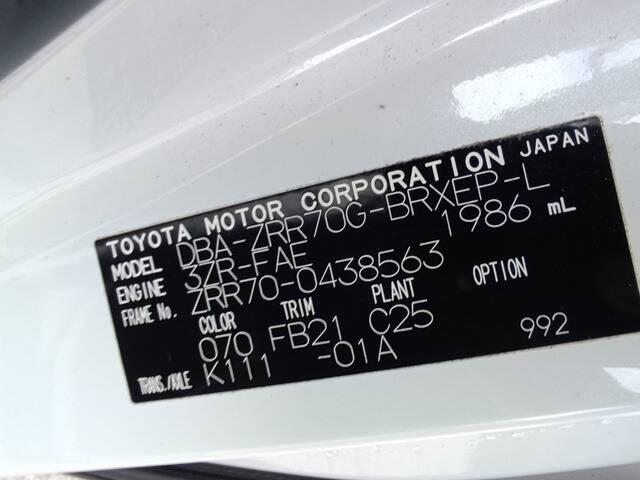 TOYOTA MOTOR CORPORATION JAPAN
MODEL DBA-ZRR70G-BRXEP-L
ENGINE 3ZR-FAE 1986 mL
FRAME No. ZRR70-0438563
COLOR TRIM PLANT OPTION
070 FB21 C25 992
TRANS./AXLE K111 -01A